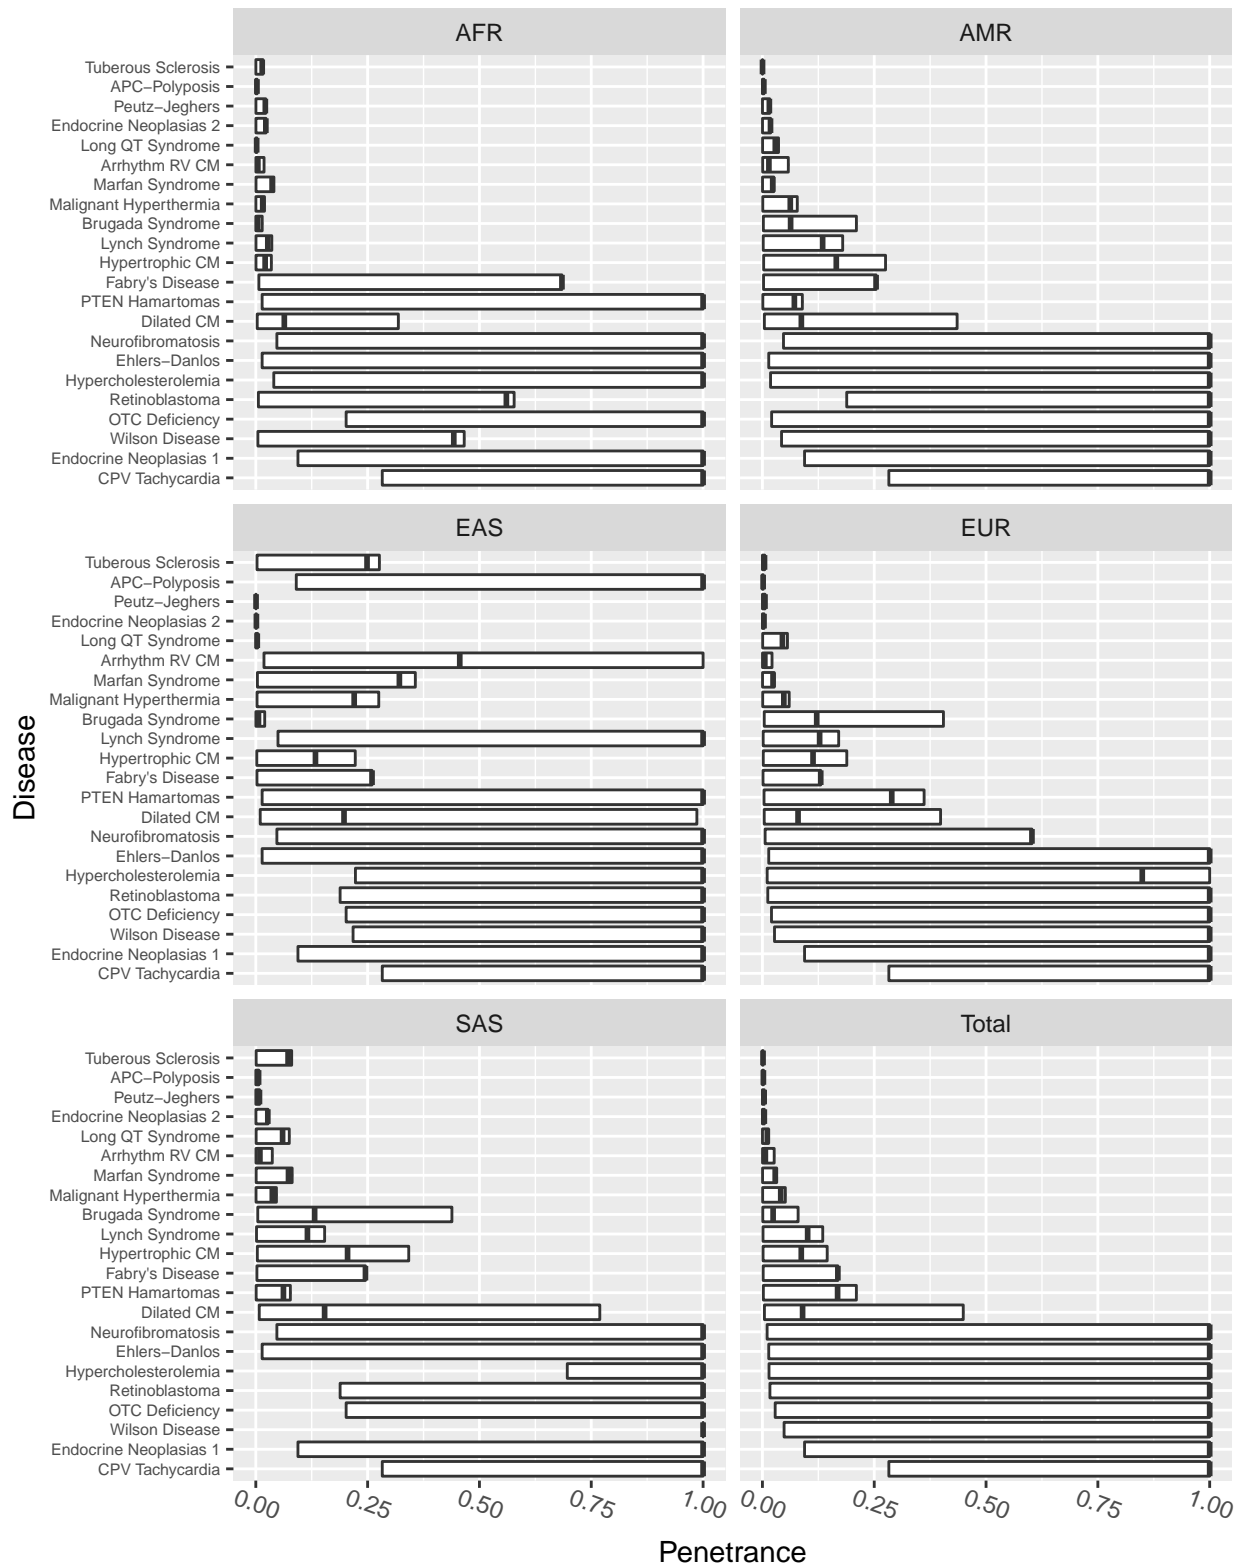 AFR AMR
Tuberous Sclerosis
APC−Polyposis
Peutz−Jeghers
Endocrine Neoplasias 2
Long QT Syndrome
Arrhythm RV CM
Marfan Syndrome
Malignant Hyperthermia
Brugada Syndrome
Lynch Syndrome
Hypertrophic CM
Fabry's Disease
PTEN Hamartomas
Dilated CM
Neurofibromatosis
Ehlers−Danlos
Hypercholesterolemia
Retinoblastoma
OTC Deficiency
Wilson Disease
Endocrine Neoplasias 1
CPV Tachycardia
EAS EUR
Tuberous Sclerosis
APC−Polyposis
Peutz−Jeghers
Endocrine Neoplasias 2
Long QT Syndrome
Arrhythm RV CM
Marfan Syndrome
Malignant Hyperthermia
Brugada Syndrome
Lynch Syndrome
Hypertrophic CM
Fabry's Disease
PTEN Hamartomas
Dilated CM
Neurofibromatosis
Ehlers−Danlos
Hypercholesterolemia
Retinoblastoma
OTC Deficiency
Wilson Disease
Endocrine Neoplasias 1
CPV Tachycardia
Disease
SAS Total
Tuberous Sclerosis
APC−Polyposis
Peutz−Jeghers
Endocrine Neoplasias 2
Long QT Syndrome
Arrhythm RV CM
Marfan Syndrome
Malignant Hyperthermia
Brugada Syndrome
Lynch Syndrome
Hypertrophic CM
Fabry's Disease
PTEN Hamartomas
Dilated CM
Neurofibromatosis
Ehlers−Danlos
Hypercholesterolemia
Retinoblastoma
OTC Deficiency
Wilson Disease
Endocrine Neoplasias 1
CPV Tachycardia
0.00 0.25 0.50 0.75 1.00 0.00 0.25 0.50 0.75 1.00
Penetrance